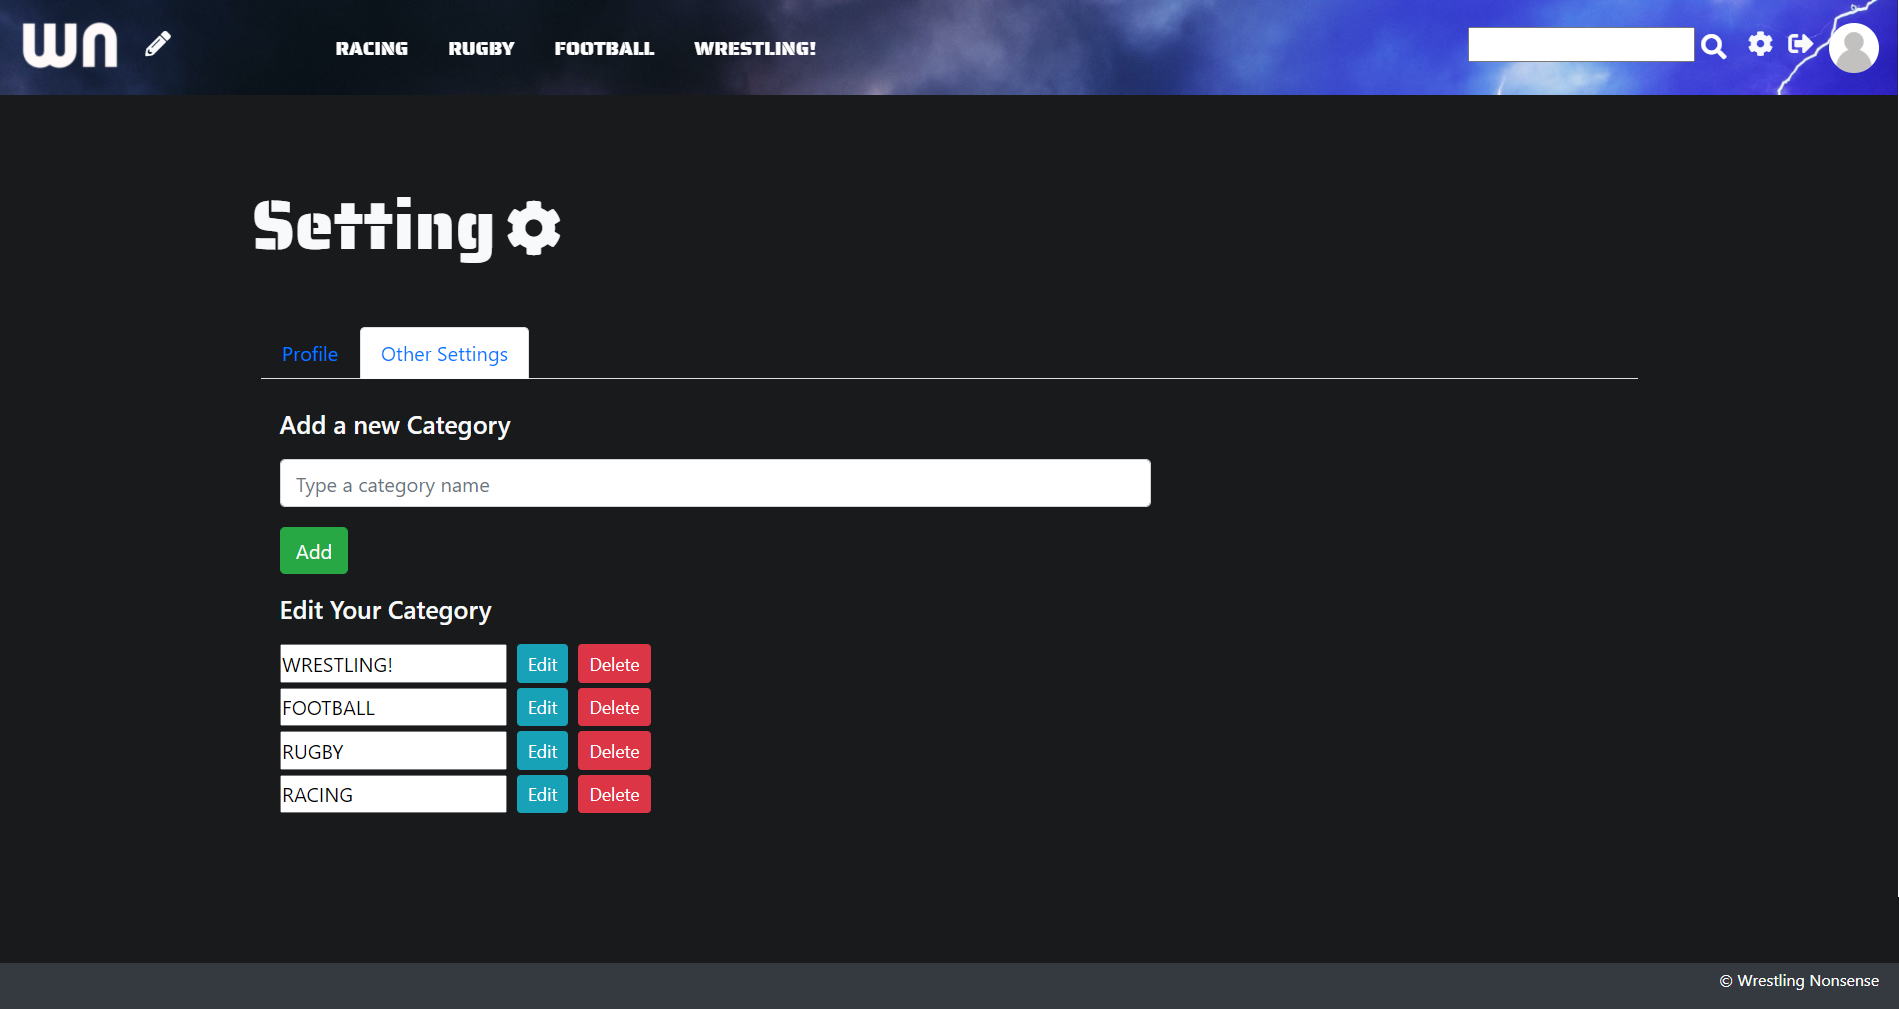 wn
RACING RUGBY FOOTBALL WRESTLING!
Setting
Profile Other Settings
Add a new Category
Type a category name
Add
Edit Your Category
WRESTLING! Edit Delete
FOOTBALL Edit Delete
RUGBY Edit Delete
RACING Edit Delete
© Wrestling Nonsense